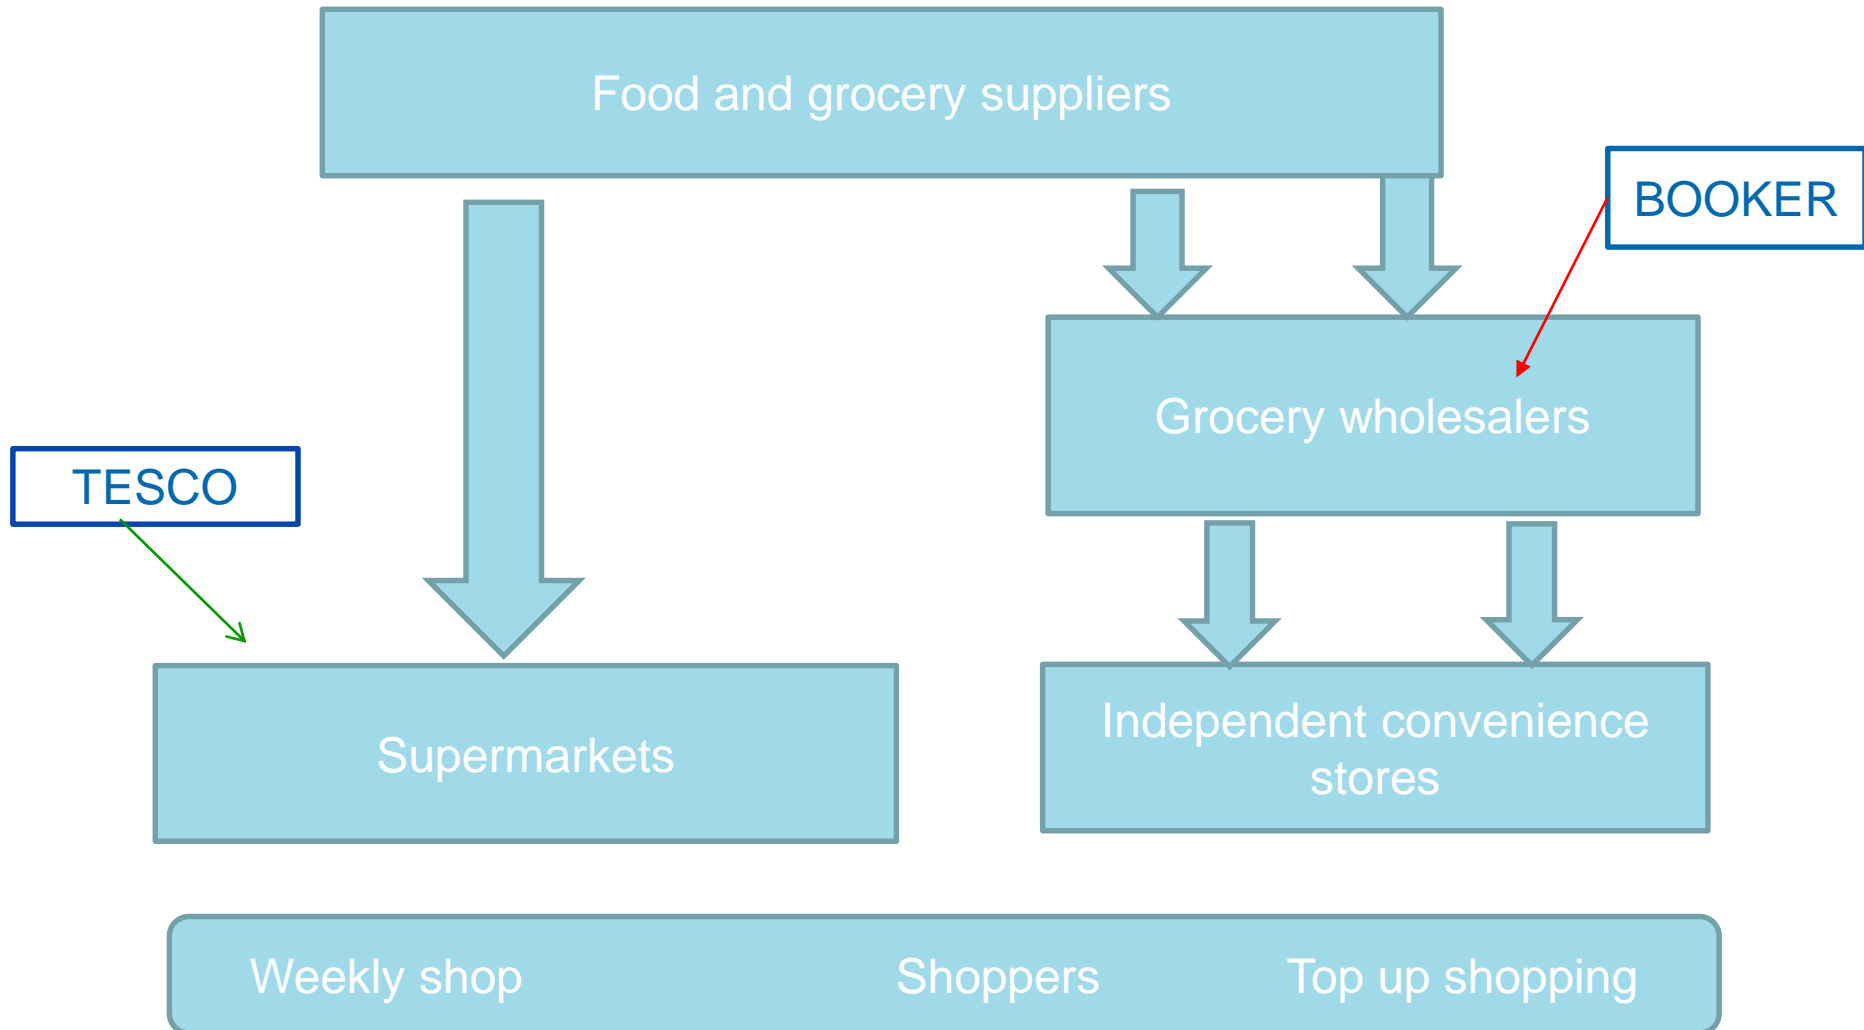 Food and grocery suppliers
BOOKER
Grocery wholesalers
TESCO
Supermarkets
Independent convenience
stores
Weekly shop
Shoppers
Top up shopping